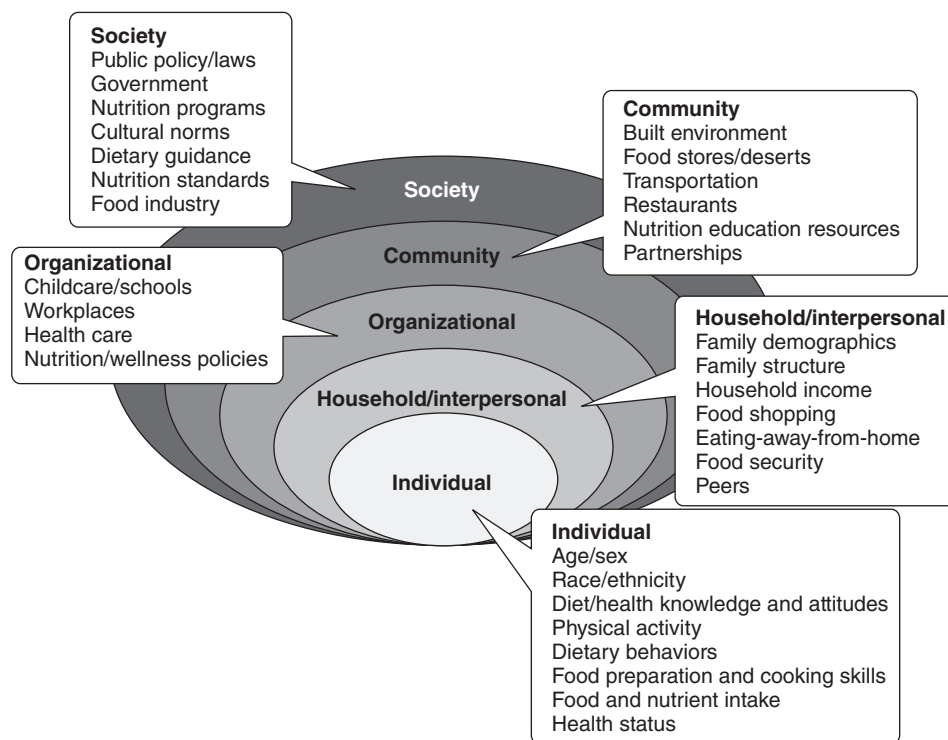 Society
Public policy/laws
Government
Nutrition programs
Cultural norms
Dietary guidance
Nutrition standards
Food industry
Community
Built environment
Food stores/deserts
Transportation
Restaurants
Nutrition education resources
Partnerships
Organizational
Childcare/schools
Workplaces
Health care
Nutrition/wellness policies
Household/interpersonal
Family demographics
Family structure
Household income
Food shopping
Eating-away-from-home
Food security
Peers
Society
Community
Organizational
Household/interpersonal
Individual
Individual
Age/sex
Race/ethnicity
Diet/health knowledge and attitudes
Physical activity
Dietary behaviors
Food preparation and cooking skills
Food and nutrient intake
Health status